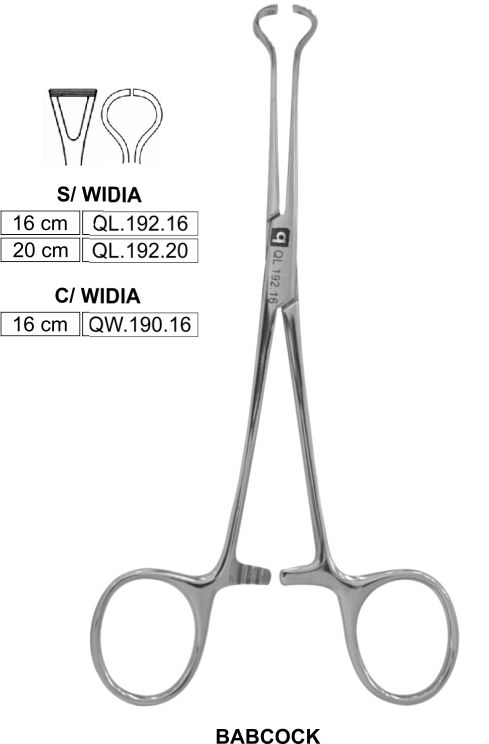 S/ WIDIA
16 cm QL.192.16
20 cm QL.192.20
C/ WIDIA
16 cm QW.190.16
q
QL 192.16
BABCOCK